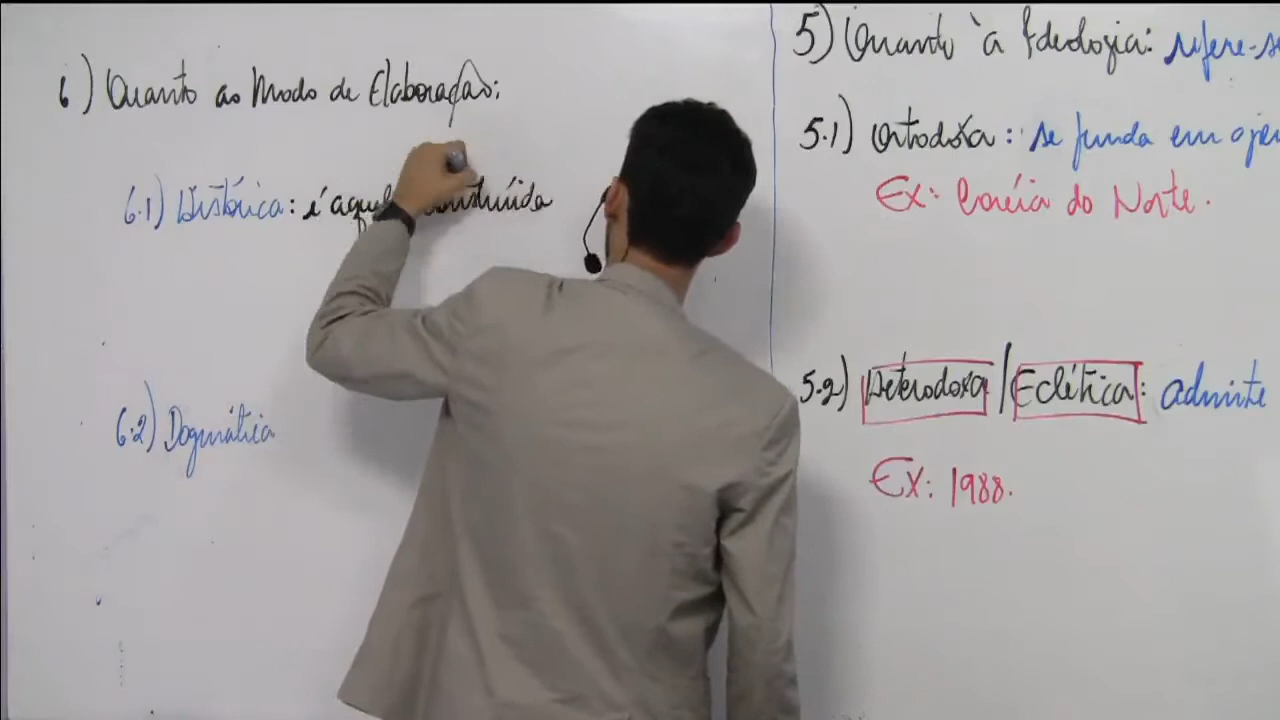 6) Quanto ao Modo de Elaboração:
6.1) Histórica: é aquela construída
6.2) Dogmática
5) Quanto à Ideologia: refere-se
5.1) Ortodoxa: se funda em
Ex: Coréia do Norte.
5.2) Heterodoxa / Eclética: admite
Ex: 1988.